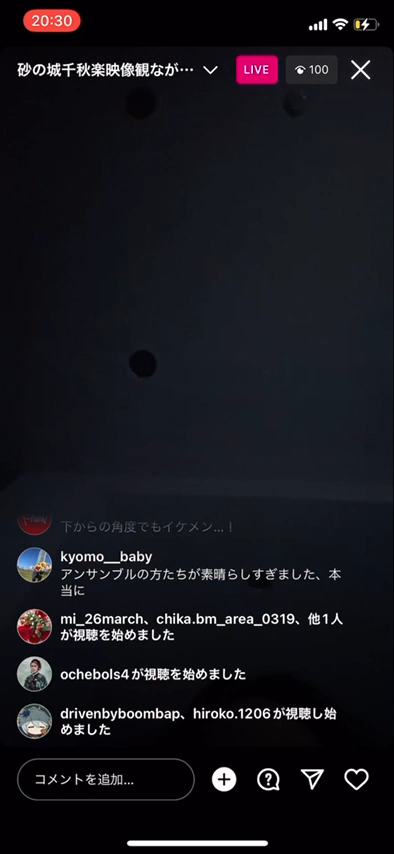 20:30
砂の城千秋楽映像観なが…
LIVE
100
下からの角度でもイケメン...！
kyomo__baby
アンサンブルの方たちが素晴らしすぎました、本
当に
mi_26march、chika.bm_area_0319、他1人
が視聴を始めました
ochebols4が視聴を始めました
drivenbyboombap、hiroko.1206が視聴し始
めました
コメントを追加...